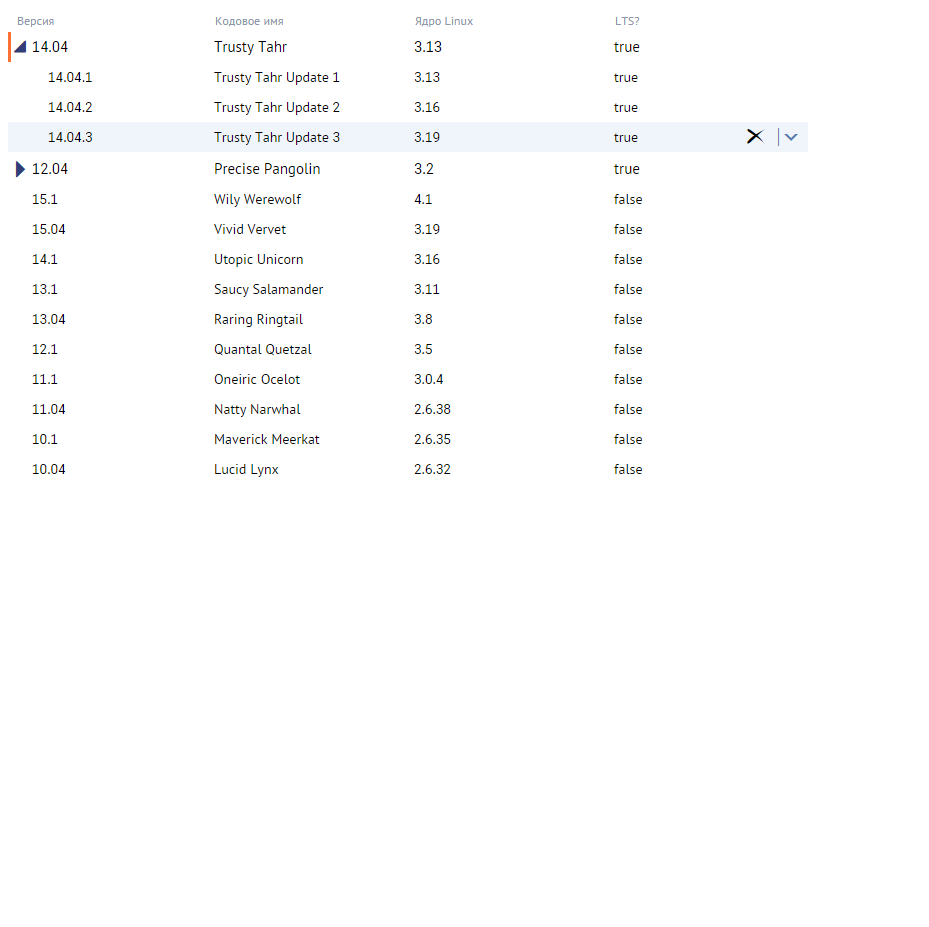 Версия Кодовое имя Ядро Linux LTS?
14.04 Trusty Tahr 3.13 true
14.04.1 Trusty Tahr Update 1 3.13 true
14.04.2 Trusty Tahr Update 2 3.16 true
14.04.3 Trusty Tahr Update 3 3.19 true
12.04 Precise Pangolin 3.2 true
15.1 Wily Werewolf 4.1 false
15.04 Vivid Vervet 3.19 false
14.1 Utopic Unicorn 3.16 false
13.1 Saucy Salamander 3.11 false
13.04 Raring Ringtail 3.8 false
12.1 Quantal Quetzal 3.5 false
11.1 Oneiric Ocelot 3.0.4 false
11.04 Natty Narwhal 2.6.38 false
10.1 Maverick Meerkat 2.6.35 false
10.04 Lucid Lynx 2.6.32 false